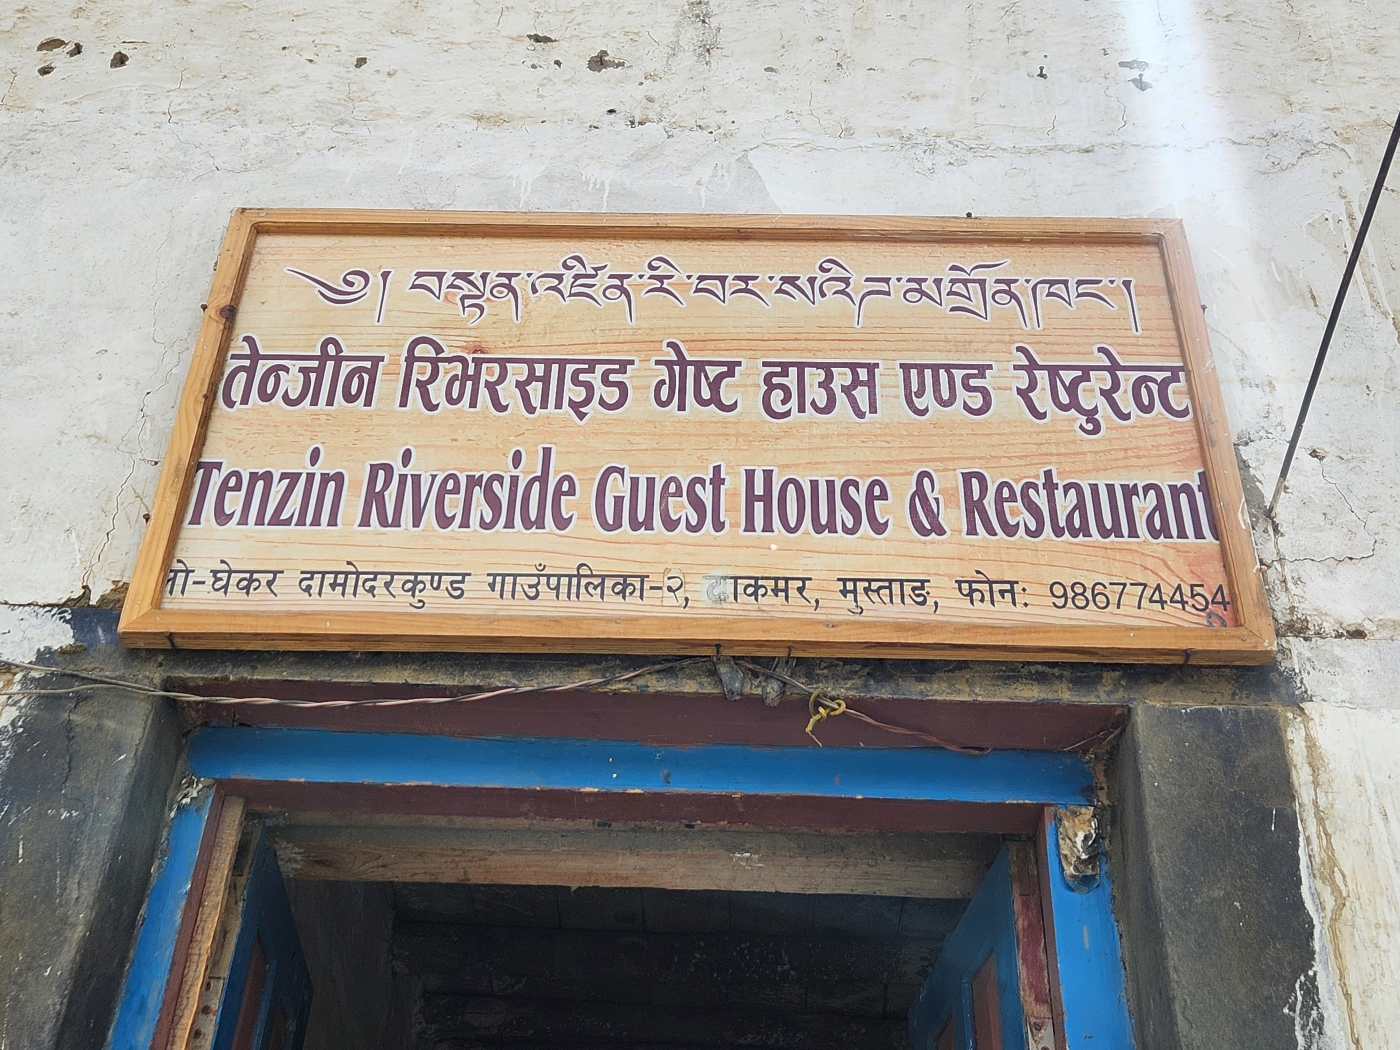 ༄། བསྟན་འཛིན་རི་བར་སའིཌ་མགྲོན་ཁང་།
तेन्जीन रिभरसाइड गेष्ट हाउस एण्ड रेष्टुरेन्ट
Tenzin Riverside Guest House & Restaurant
लो-घेकर दामोदरकुण्ड गाउँपालिका-२, ढाकमर, मुस्ताङ, फोन: 986774454